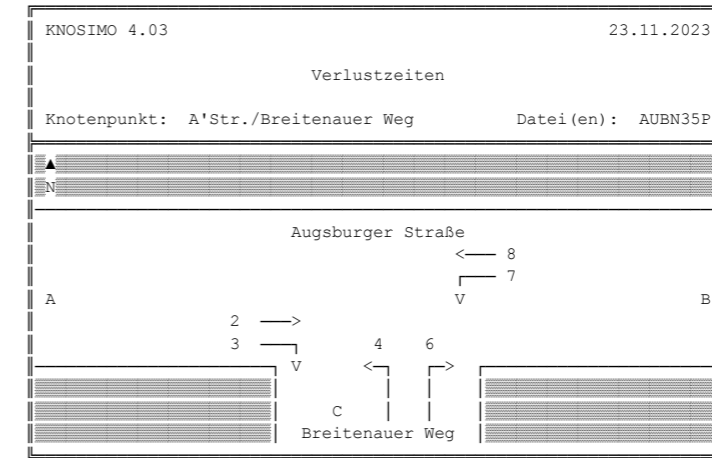 KNOSIMO 4.03 23.11.2023
Verlustzeiten
Knotenpunkt: A'Str./Breitenauer Weg Datei(en): AUBN35P
▲
N
Augsburger Straße
<─── 8
┌─── 7
A V B
2 ───>
3 ───┐ 4 6
V <─┐ ┌─>
C
Breitenauer Weg